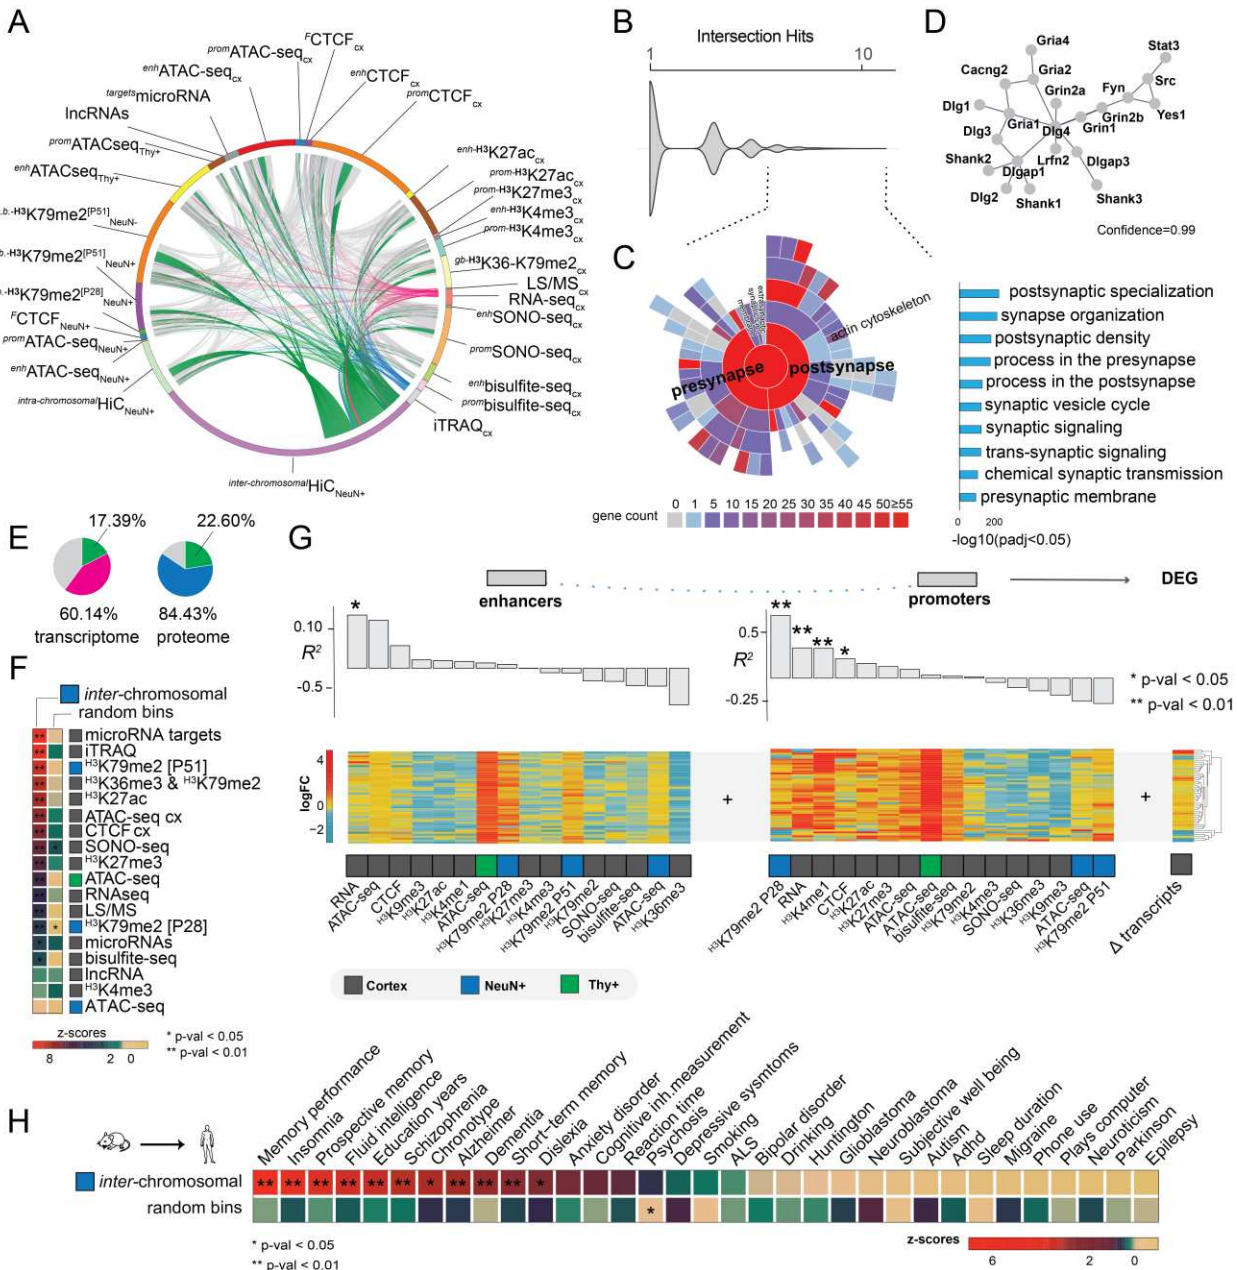 A
promATAC-seqcx
FCTCFcx
enhATAC-seqcx
enhCTCFcx
targetsmicroRNA
promCTCFcx
lncRNAs
promATACseqThy+
enhATACseqThy+
enh-H3K27accx
prom-H3K27accx
prom-H3K27me3cx
enh-H3K4me3cx
prom-H3K4me3cx
.b.-H3K79me2[P51]NeuN-
gb-H3K36-K79me2cx
.b.-H3K79me2[P51]NeuN+
LS/MScx
RNA-seqcx
.-H3K79me2[P28]NeuN+
enhSONO-seqcx
FCTCFNeuN+
promATAC-seqNeuN+
promSONO-seqcx
enhATAC-seqNeuN+
enhbisulfite-seqcx
prombisulfite-seqcx
intra-chromosomalHiCNeuN+
iTRAQcx
inter-chromosomalHiCNeuN+
B
Intersection Hits
1 10
C
presynapse
postsynapse
actin cytoskeleton
gene count
0 1 5 10 15 20 25 30 35 40 45 50 ≥55
D
Gria4
Stat3
Cacng2
Gria2
Src
Grin2a
Fyn
Dlg1
Gria1
Grin2b
Yes1
Dlg3
Dlg4
Grin1
Shank2
Lrfn2
Dlgap3
Dlgap1
Dlg2
Shank1
Shank3
Confidence=0.99
postsynaptic specialization
synapse organization
postsynaptic density
process in the presynapse
process in the postsynapse
synaptic vesicle cycle
synaptic signaling
trans-synaptic signaling
chemical synaptic transmission
presynaptic membrane
0 200
-log10(padj<0.05)
E
17.39%
22.60%
60.14%
84.43%
transcriptome
proteome
F
inter-chromosomal
random bins
** microRNA targets
** iTRAQ
** H3K79me2 [P51]
** H3K36me3 & H3K79me2
** H3K27ac
** ATAC-seq cx
** CTCF cx
** * SONO-seq
** H3K27me3
** ATAC-seq
** RNAseq
** LS/MS
** * H3K79me2 [P28]
* microRNAs
* bisulfite-seq
lncRNA
H3K4me3
ATAC-seq
z-scores
8 2 0
* p-val < 0.05
** p-val < 0.01
G
enhancers
promoters
DEG
0.10
R2
-0.5
*
0.5
R2
-0.25
** ** ** *
* p-val < 0.05
** p-val < 0.01
logFC
4
0
−2
+
+
RNA
ATAC-seq
CTCF
H3K9me3
H3K27ac
H3K4me1
ATAC-seq
H3K79me2 P28
H3K27me3
H3K4me3
H3K79me2 P51
H3K79me2
SONO-seq
bisulfite-seq
ATAC-seq
H3K36me3
H3K79me2 P28
RNA
H3K4me1
CTCF
H3K27ac
H3K27me3
ATAC-seq
ATAC-seq
bisulfite-seq
H3K79me2
H3K4me3
SONO-seq
H3K36me3
H3K9me3
ATAC-seq
H3K79me2 P51
Δ transcripts
Cortex
NeuN+
Thy+
H
Memory performance
Insomnia
Prospective memory
Fluid intelligence
Education years
Schizophrenia
Chronotype
Alzheimer
Dementia
Short−term memory
Dislexia
Anxiety disorder
Cognitive inh.measurement
Reaction time
Psychosis
Depressive sysmtoms
Smoking
ALS
Bipolar disorder
Drinking
Huntington
Glioblastoma
Neuroblastoma
Subjective well being
Autism
Adhd
Sleep duration
Migraine
Phone use
Plays computer
Neuroticism
Parkinson
Epilepsy
inter-chromosomal
** ** ** ** ** ** * ** ** ** *
random bins
*
* p-val < 0.05
** p-val < 0.01
z-scores
6 2 0